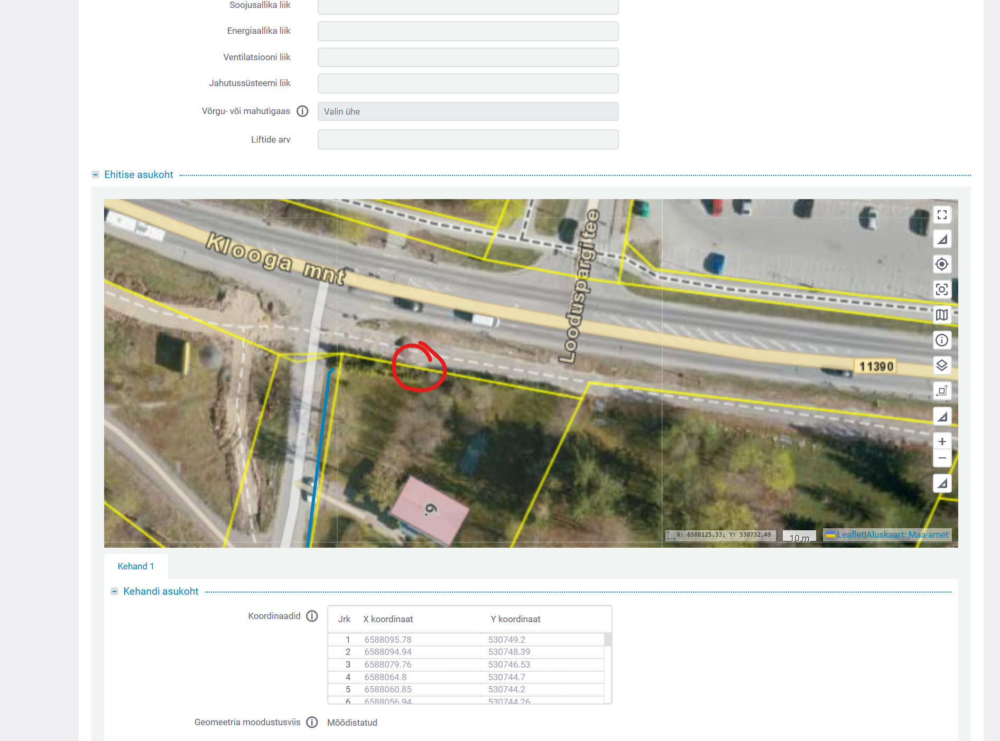 Soojusallika liik
Energiaallika liik
Ventilatsiooni liik
Jahutussüsteemi liik
Võrgu- või mahutigaas
Valin ühe
Liftide arv
Ehitise asukoht
Klooga mnt
Looduspargi tee
11390
9
X: 6588125.33; Y: 530732.49
10 m
Leaflet|Aluskaart: Maa-amet
Kehand 1
Kehandi asukoht
Koordinaadid
Jrk X koordinaat Y koordinaat
1 6588095.78 530749.2
2 6588094.94 530748.39
3 6588079.76 530746.53
4 6588064.8 530744.7
5 6588060.85 530744.2
6 6588056.94 530744.26
Geomeetria moodustusviis
Mõõdistatud